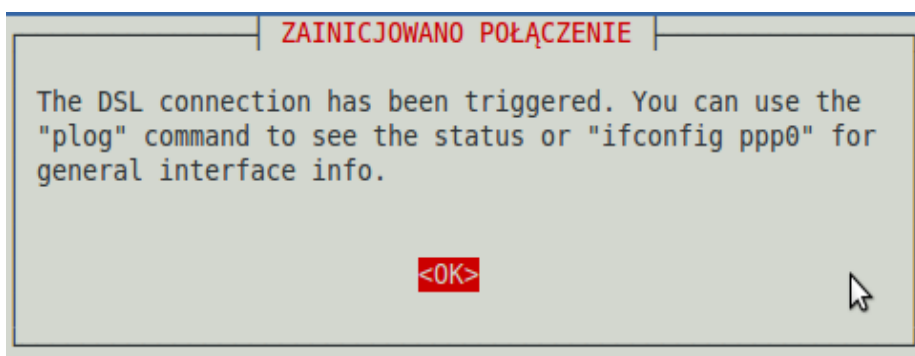 ZAINICJOWANO POŁĄCZENIE
The DSL connection has been triggered. You can use the
"plog" command to see the status or "ifconfig ppp0" for
general interface info.
<OK>